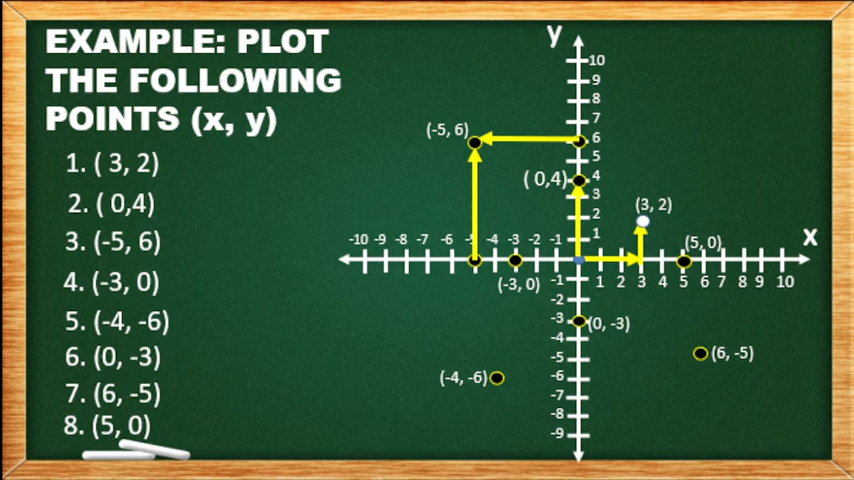 EXAMPLE: PLOT
THE FOLLOWING
POINTS (x, y)
1. ( 3, 2)
2. ( 0,4)
3. (-5, 6)
4. (-3, 0)
5. (-4, -6)
6. (0, -3)
7. (6, -5)
8. (5, 0)
y
10
9
8
7
(-5, 6)
6
5
( 0,4)
4
3
(3, 2)
2
1
-10 -9 -8 -7 -6 -5 -4 -3 -2 -1
(5, 0)
x
(-3, 0)
1 2 3 4 5 6 7 8 9 10
-1
-2
-3
(0, -3)
-4
-5
(6, -5)
(-4, -6)
-6
-7
-8
-9